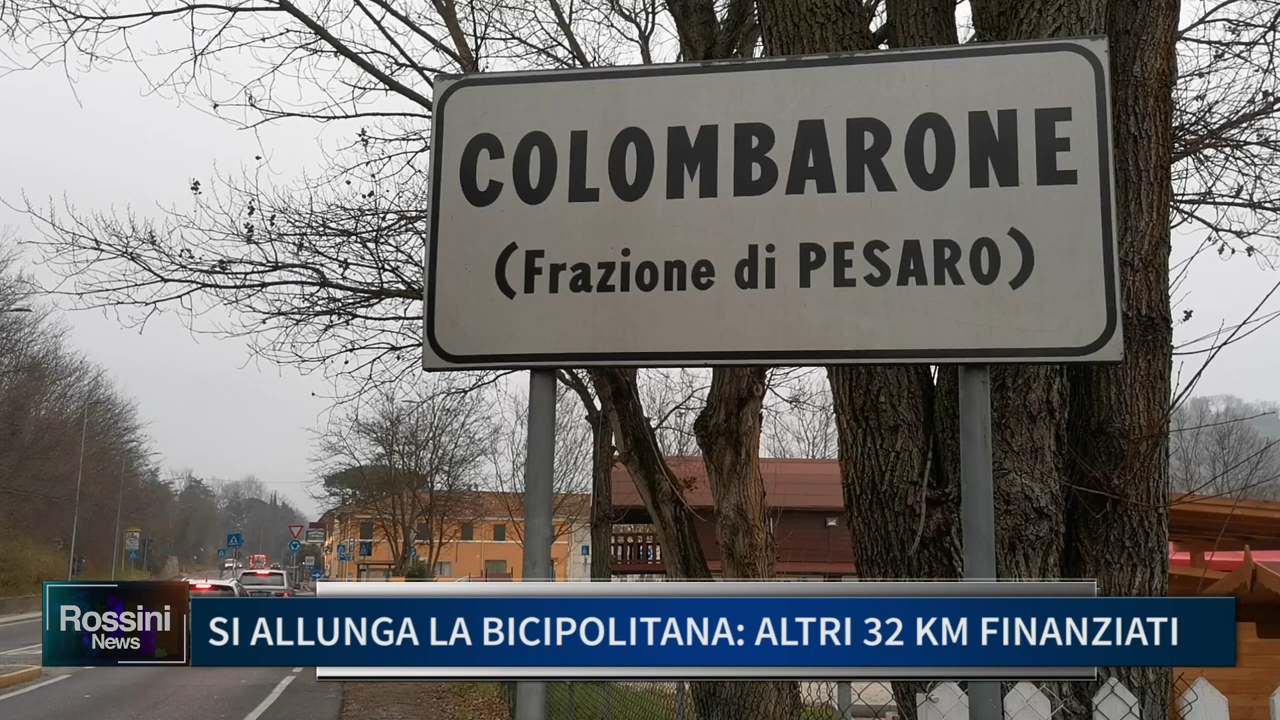 COLOMBARONE
(Frazione di PESARO)
Rossini
News
SI ALLUNGA LA BICIPOLITANA: ALTRI 32 KM FINANZIATI